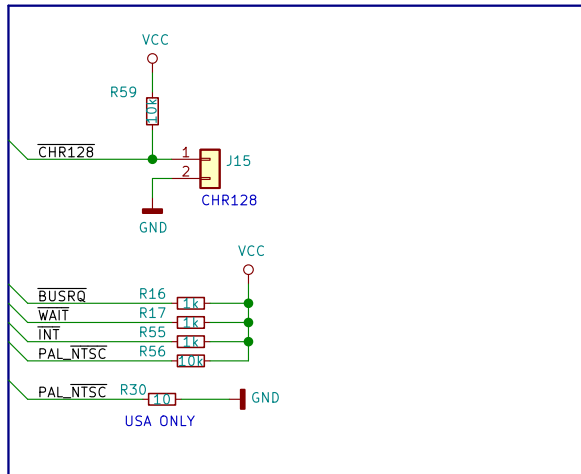 VCC
R59
10k
CHR128
1
J15
2
CHR128
GND
VCC
BUSRQ R16 1k
WAIT R17 1k
INT R55 1k
PAL_NTSC R56 10k
PAL_NTSC R30 10 GND
USA ONLY